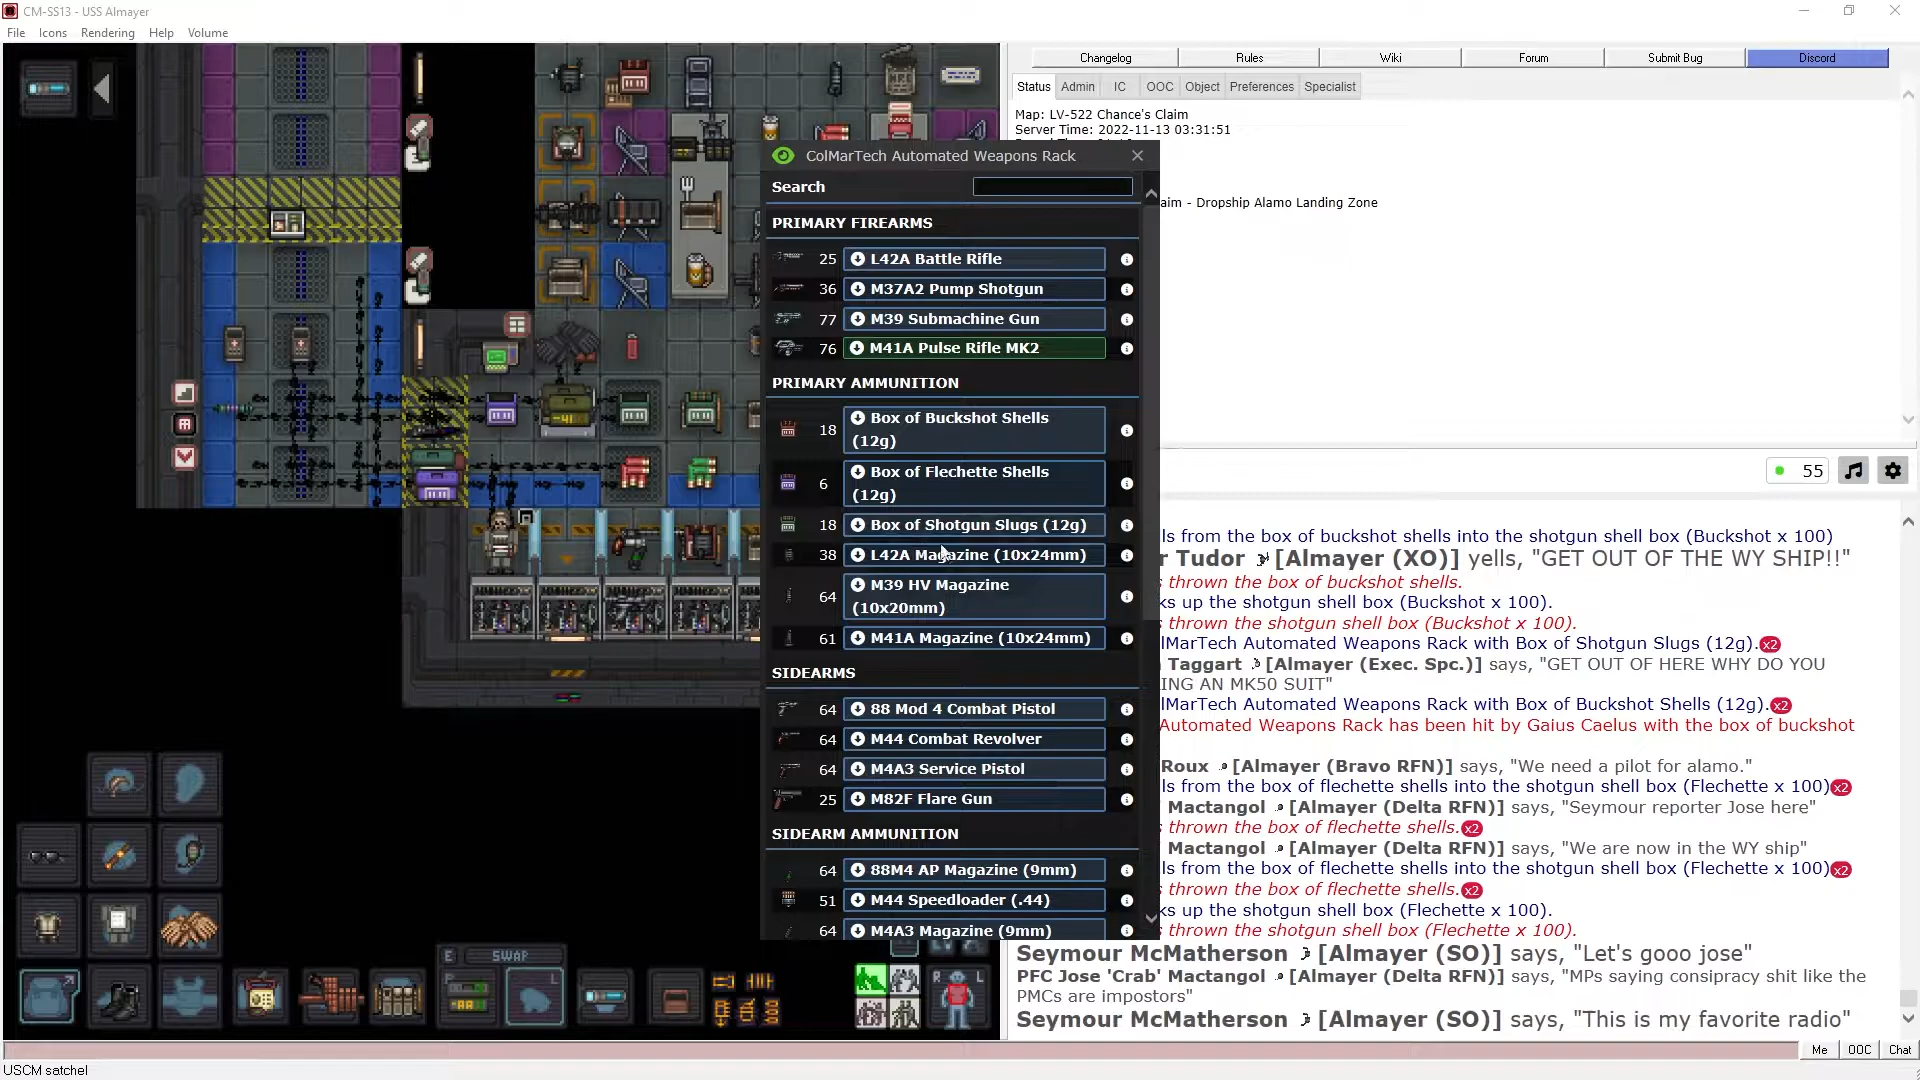 CM-SS13 - USS Almayer
File Icons Rendering Help Volume
Changelog Rules Wiki Forum Submit Bug Discord
Status Admin IC OOC Object Preferences Specialist
Map: LV-522 Chance's Claim
Server Time: 2022-11-13 03:31:51
aim - Dropship Alamo Landing Zone
ColMarTech Automated Weapons Rack
Search
PRIMARY FIREARMS
25 L42A Battle Rifle
36 M37A2 Pump Shotgun
77 M39 Submachine Gun
76 M41A Pulse Rifle MK2
PRIMARY AMMUNITION
18 Box of Buckshot Shells
(12g)
6 Box of Flechette Shells
(12g)
18 Box of Shotgun Slugs (12g)
38 L42A Magazine (10x24mm)
64 M39 HV Magazine
(10x20mm)
61 M41A Magazine (10x24mm)
SIDEARMS
64 88 Mod 4 Combat Pistol
64 M44 Combat Revolver
64 M4A3 Service Pistol
25 M82F Flare Gun
SIDEARM AMMUNITION
64 88M4 AP Magazine (9mm)
51 M44 Speedloader (.44)
64 M4A3 Magazine (9mm)
55
ls from the box of buckshot shells into the shotgun shell box (Buckshot x 100)
r Tudor [Almayer (XO)] yells, "GET OUT OF THE WY SHIP!!"
s thrown the box of buckshot shells.
ks up the shotgun shell box (Buckshot x 100).
s thrown the shotgun shell box (Buckshot x 100).
lMarTech Automated Weapons Rack with Box of Shotgun Slugs (12g). x2
Taggart [Almayer (Exec. Spc.)] says, "GET OUT OF HERE WHY DO YOU
ING AN MK50 SUIT"
lMarTech Automated Weapons Rack with Box of Buckshot Shells (12g). x2
Automated Weapons Rack has been hit by Gaius Caelus with the box of buckshot
Roux [Almayer (Bravo RFN)] says, "We need a pilot for alamo."
ls from the box of flechette shells into the shotgun shell box (Flechette x 100) x2
Mactangol [Almayer (Delta RFN)] says, "Seymour reporter Jose here"
s thrown the box of flechette shells. x2
Mactangol [Almayer (Delta RFN)] says, "We are now in the WY ship"
ls from the box of flechette shells into the shotgun shell box (Flechette x 100) x2
s thrown the box of flechette shells. x2
ks up the shotgun shell box (Flechette x 100).
s thrown the shotgun shell box (Flechette x 100).
Seymour McMatherson [Almayer (SO)] says, "Let's gooo jose"
PFC Jose 'Crab' Mactangol [Almayer (Delta RFN)] says, "MPs saying consipracy shit like the
PMCs are impostors"
Seymour McMatherson [Almayer (SO)] says, "This is my favorite radio"
E SWAP
L
R L
Me OOC Chat
USCM satchel